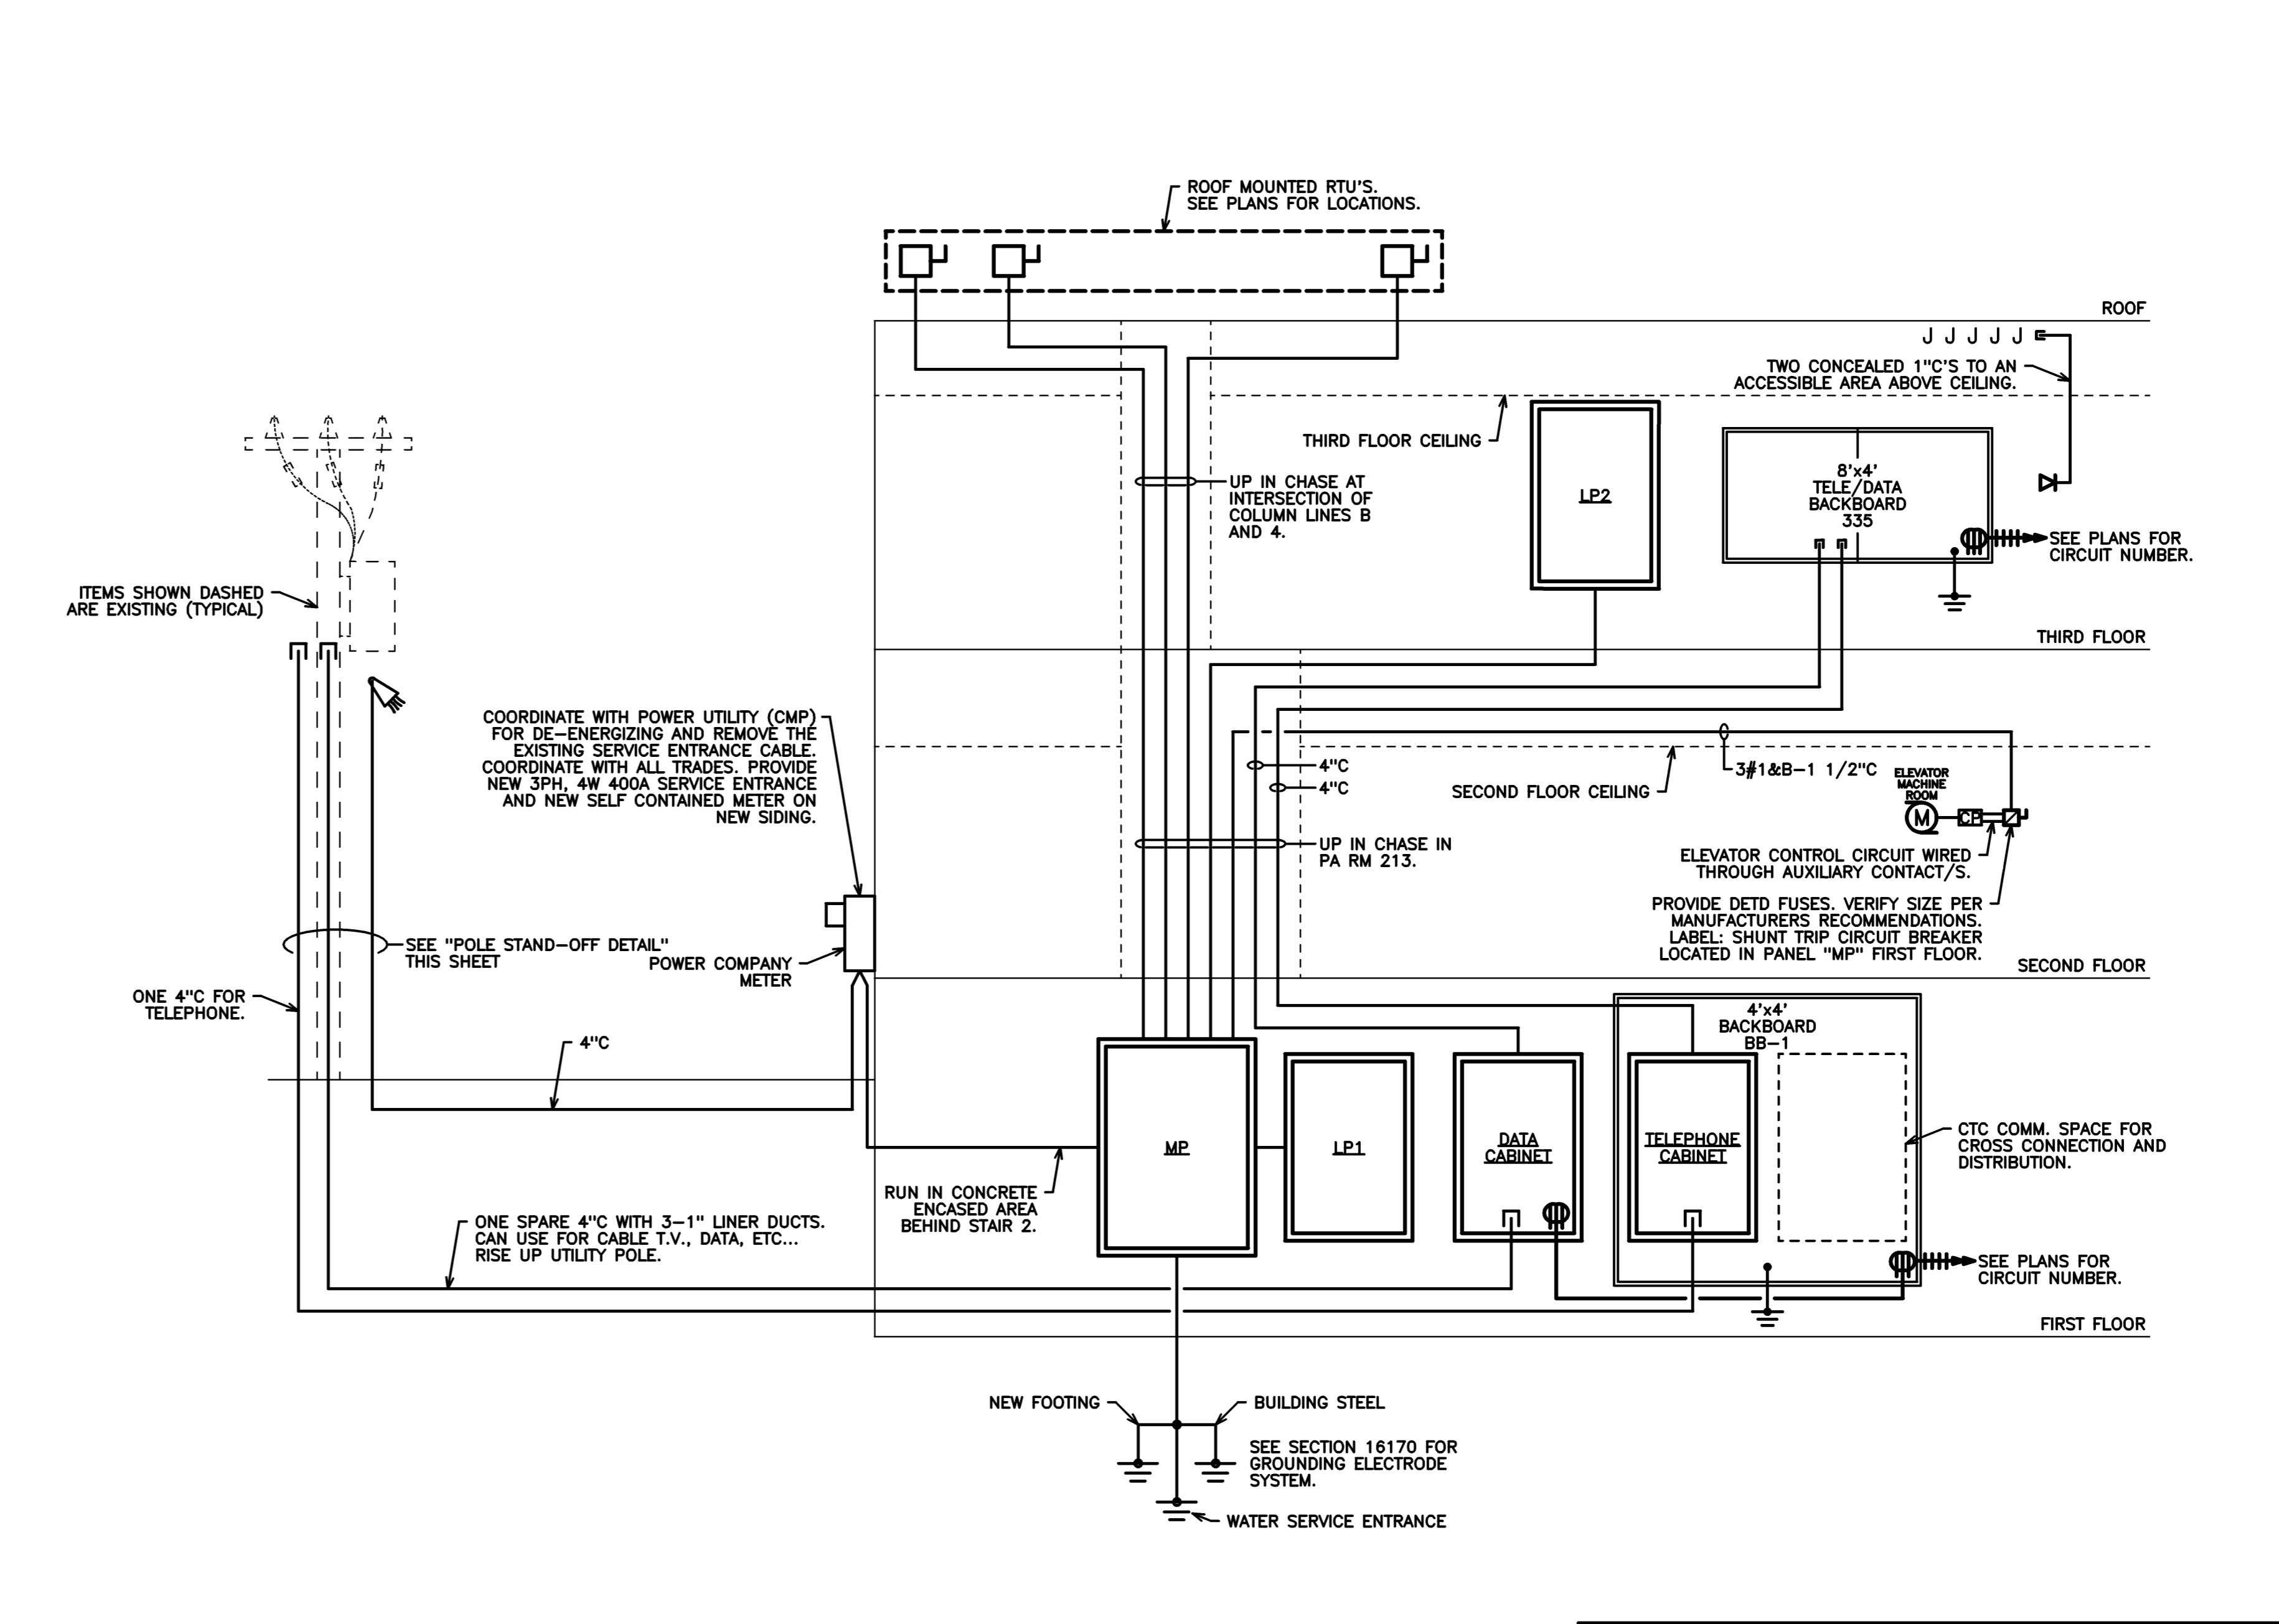 ROOF MOUNTED RTU'S.
SEE PLANS FOR LOCATIONS.
ROOF
J J J J J
TWO CONCEALED 1"C'S TO AN
ACCESSIBLE AREA ABOVE CEILING.
THIRD FLOOR CEILING
UP IN CHASE AT
INTERSECTION OF
COLUMN LINES B
AND 4.
LP2
8'x4'
TELE/DATA
BACKBOARD
335
SEE PLANS FOR
CIRCUIT NUMBER.
ITEMS SHOWN DASHED
ARE EXISTING (TYPICAL)
THIRD FLOOR
COORDINATE WITH POWER UTILITY (CMP)
FOR DE-ENERGIZING AND REMOVE THE
EXISTING SERVICE ENTRANCE CABLE.
COORDINATE WITH ALL TRADES. PROVIDE
NEW 3PH, 4W 400A SERVICE ENTRANCE
AND NEW SELF CONTAINED METER ON
NEW SIDING.
4"C
4"C
SECOND FLOOR CEILING
3#1&B-1 1/2"C
ELEVATOR
MACHINE
ROOM
M
CP
UP IN CHASE IN
PA RM 213.
ELEVATOR CONTROL CIRCUIT WIRED
THROUGH AUXILIARY CONTACT/S.
PROVIDE DETD FUSES. VERIFY SIZE PER
MANUFACTURERS RECOMMENDATIONS.
LABEL: SHUNT TRIP CIRCUIT BREAKER
LOCATED IN PANEL "MP" FIRST FLOOR.
SEE "POLE STAND-OFF DETAIL"
THIS SHEET
POWER COMPANY
METER
SECOND FLOOR
ONE 4"C FOR
TELEPHONE.
4"C
4'x4'
BACKBOARD
BB-1
MP
LP1
DATA
CABINET
TELEPHONE
CABINET
CTC COMM. SPACE FOR
CROSS CONNECTION AND
DISTRIBUTION.
RUN IN CONCRETE
ENCASED AREA
BEHIND STAIR 2.
ONE SPARE 4"C WITH 3-1" LINER DUCTS.
CAN USE FOR CABLE T.V., DATA, ETC...
RISE UP UTILITY POLE.
SEE PLANS FOR
CIRCUIT NUMBER.
FIRST FLOOR
NEW FOOTING
BUILDING STEEL
SEE SECTION 16170 FOR
GROUNDING ELECTRODE
SYSTEM.
WATER SERVICE ENTRANCE